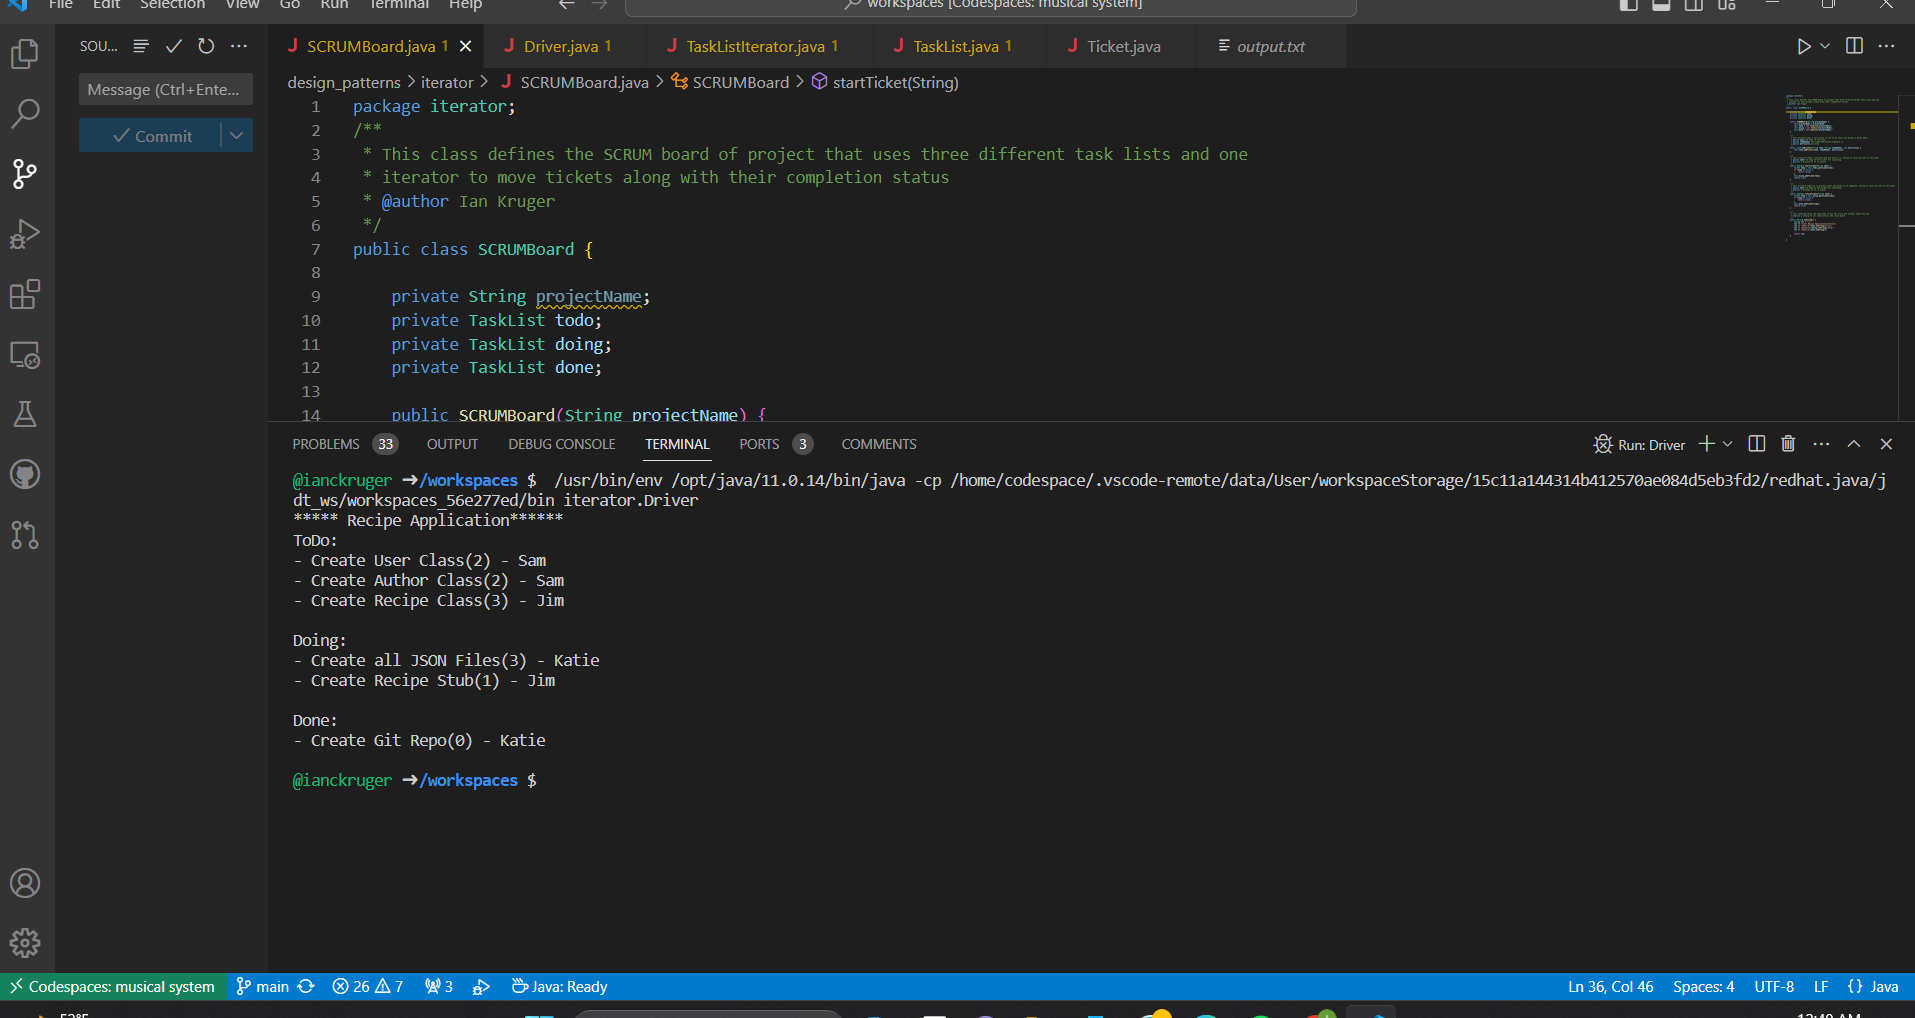 File Edit Selection View Go Run Terminal Help workspaces [Codespaces: musical system]
SOU...
SCRUMBoard.java 1 Driver.java 1 TaskListIterator.java 1 TaskList.java 1 Ticket.java output.txt
Message (Ctrl+Ente...
Commit
design_patterns > iterator > SCRUMBoard.java > SCRUMBoard > startTicket(String)
1 package iterator;
2 /**
3 * This class defines the SCRUM board of project that uses three different task lists and one
4 * iterator to move tickets along with their completion status
5 * @author Ian Kruger
6 */
7 public class SCRUMBoard {
8
9 private String projectName;
10 private TaskList todo;
11 private TaskList doing;
12 private TaskList done;
13
14 public SCRUMBoard(String projectName) {
PROBLEMS 33 OUTPUT DEBUG CONSOLE TERMINAL PORTS 3 COMMENTS Run: Driver
@ianckruger ➜/workspaces $ /usr/bin/env /opt/java/11.0.14/bin/java -cp /home/codespace/.vscode-remote/data/User/workspaceStorage/15c11a144314b412570ae084d5eb3fd2/redhat.java/j
dt_ws/workspaces_56e277ed/bin iterator.Driver
***** Recipe Application******
ToDo:
- Create User Class(2) - Sam
- Create Author Class(2) - Sam
- Create Recipe Class(3) - Jim
Doing:
- Create all JSON Files(3) - Katie
- Create Recipe Stub(1) - Jim
Done:
- Create Git Repo(0) - Katie
@ianckruger ➜/workspaces $
Codespaces: musical system main 26 7 3 Java: Ready Ln 36, Col 46 Spaces: 4 UTF-8 LF {} Java